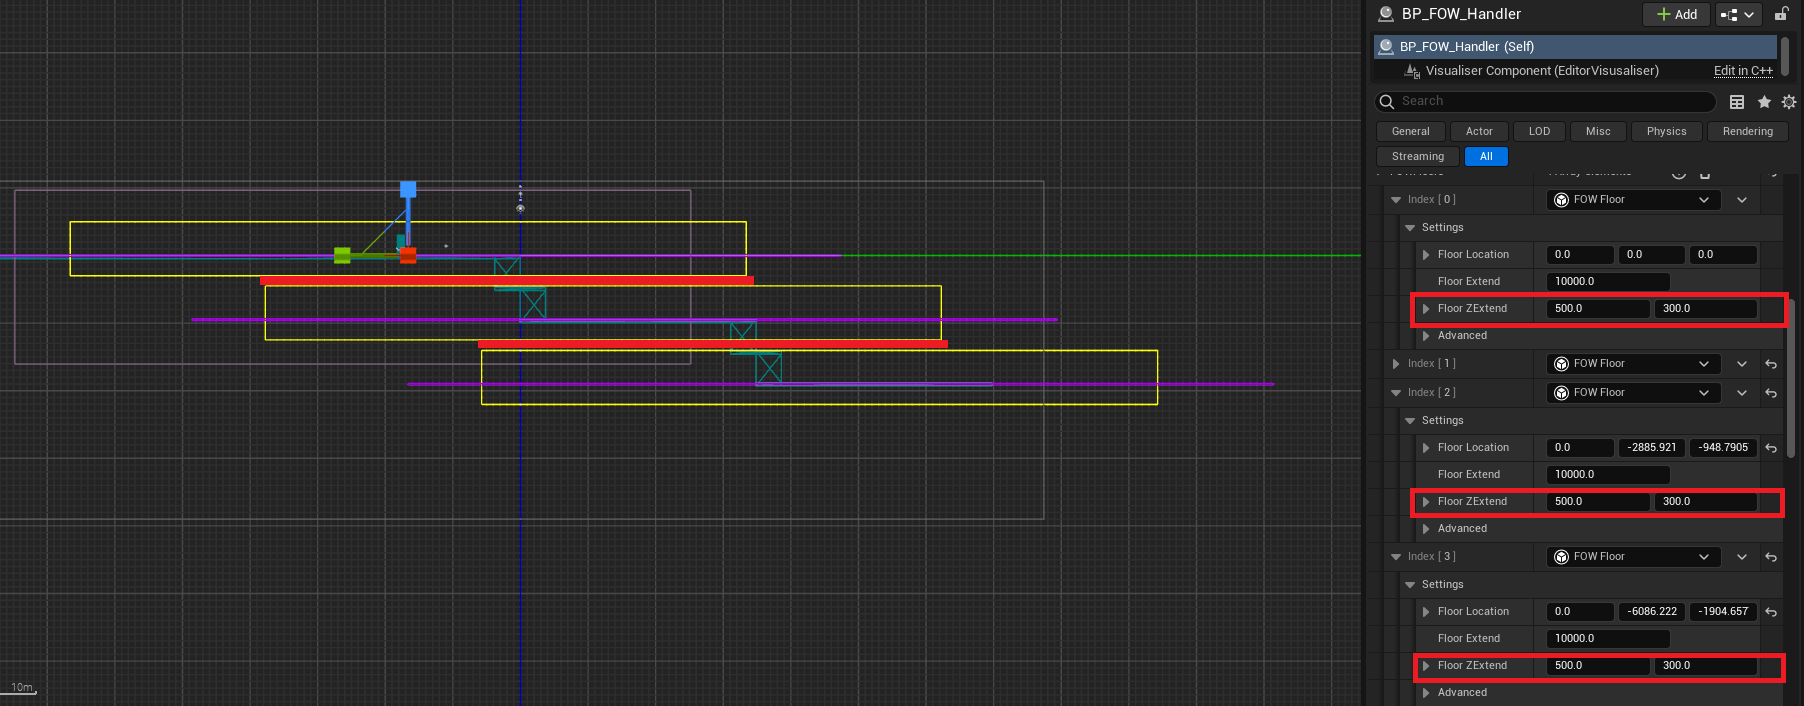 BP_FOW_Handler
Add
BP_FOW_Handler (Self)
Visualiser Component (EditorVisusaliser)
Edit in C++
Search
General
Actor
LOD
Misc
Physics
Rendering
Streaming
All
Index [ 0 ]
FOW Floor
Settings
Floor Location
0.0
0.0
0.0
Floor Extend
10000.0
Floor ZExtend
500.0
300.0
Advanced
Index [ 1 ]
FOW Floor
Index [ 2 ]
FOW Floor
Settings
Floor Location
0.0
-2885.921
-948.7905
Floor Extend
10000.0
Floor ZExtend
500.0
300.0
Advanced
Index [ 3 ]
FOW Floor
Settings
Floor Location
0.0
-6086.222
-1904.657
Floor Extend
10000.0
Floor ZExtend
500.0
300.0
Advanced
10m